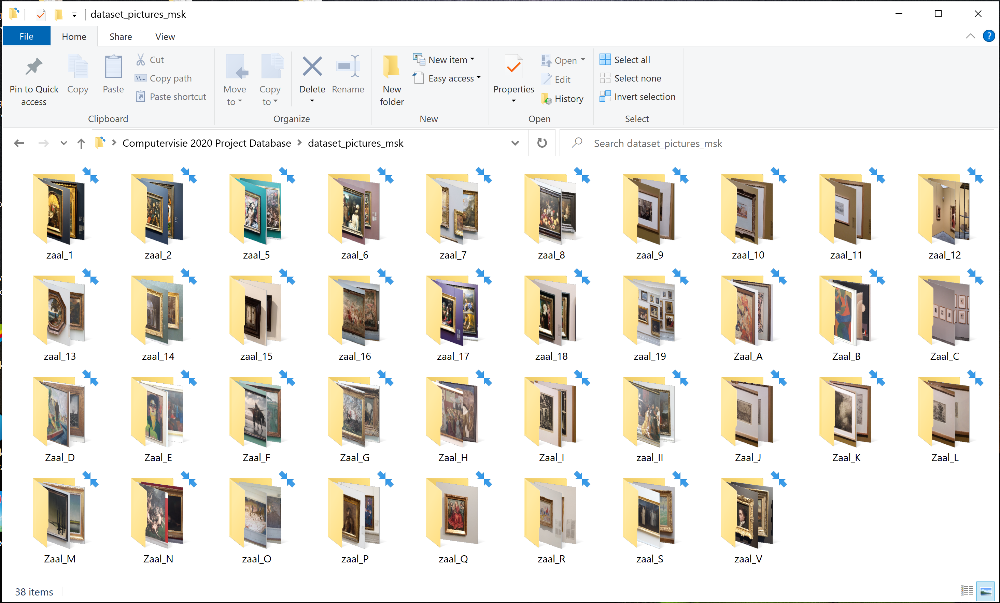 dataset_pictures_msk
File Home Share View
Pin to Quick access
Copy
Paste
Cut
Copy path
Paste shortcut
Clipboard
Move to
Copy to
Delete
Rename
Organize
New folder
New item
Easy access
New
Properties
Open
Edit
History
Open
Select all
Select none
Invert selection
Select
Computervisie 2020 Project Database dataset_pictures_msk
Search dataset_pictures_msk
zaal_1 zaal_2 zaal_5 zaal_6 zaal_7 zaal_8 zaal_9 zaal_10 zaal_11 zaal_12
zaal_13 zaal_14 zaal_15 zaal_16 zaal_17 zaal_18 zaal_19 Zaal_A Zaal_B Zaal_C
Zaal_D Zaal_E Zaal_F Zaal_G Zaal_H Zaal_I zaal_II Zaal_J Zaal_K Zaal_L
Zaal_M Zaal_N zaal_O zaal_P zaal_Q zaal_R zaal_S zaal_V
38 items